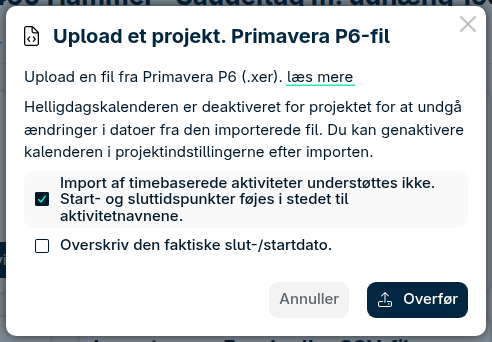 Upload et projekt. Primavera P6-fil
Upload en fil fra Primavera P6 (.xer). læs mere
Helligdagskalenderen er deaktiveret for projektet for at undgå
ændringer i datoer fra den importerede fil. Du kan genaktivere
kalenderen i projektindstillingerne efter importen.
Import af timebaserede aktiviteter understøttes ikke.
Start- og sluttidspunkter føjes i stedet til
aktivitetnavnene.
Overskriv den faktiske slut-/startdato.
Annuller
Overfør